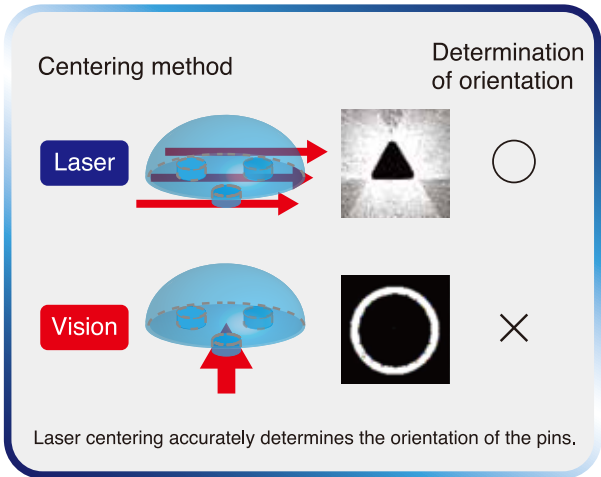 Centering method
Determination
of orientation
Laser
Vision
Laser centering accurately determines the orientation of the pins.